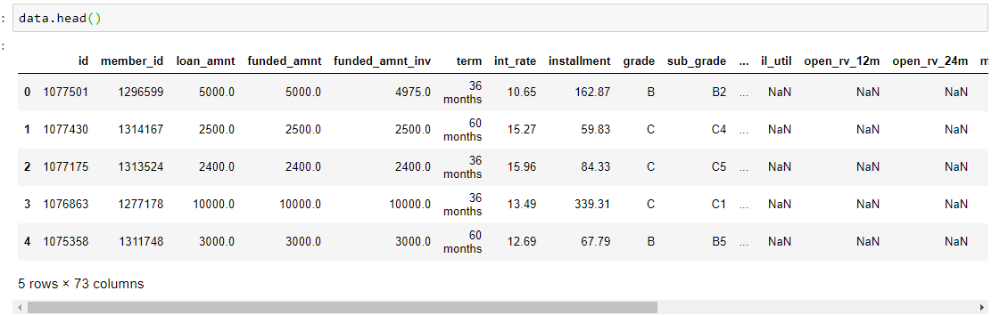 : data.head()
:
id member_id loan_amnt funded_amnt funded_amnt_inv term int_rate installment grade sub_grade ... il_util open_rv_12m open_rv_24m m
0 1077501 1296599 5000.0 5000.0 4975.0 36 months 10.65 162.87 B B2 ... NaN NaN NaN
1 1077430 1314167 2500.0 2500.0 2500.0 60 months 15.27 59.83 C C4 ... NaN NaN NaN
2 1077175 1313524 2400.0 2400.0 2400.0 36 months 15.96 84.33 C C5 ... NaN NaN NaN
3 1076863 1277178 10000.0 10000.0 10000.0 36 months 13.49 339.31 C C1 ... NaN NaN NaN
4 1075358 1311748 3000.0 3000.0 3000.0 60 months 12.69 67.79 B B5 ... NaN NaN NaN
5 rows × 73 columns